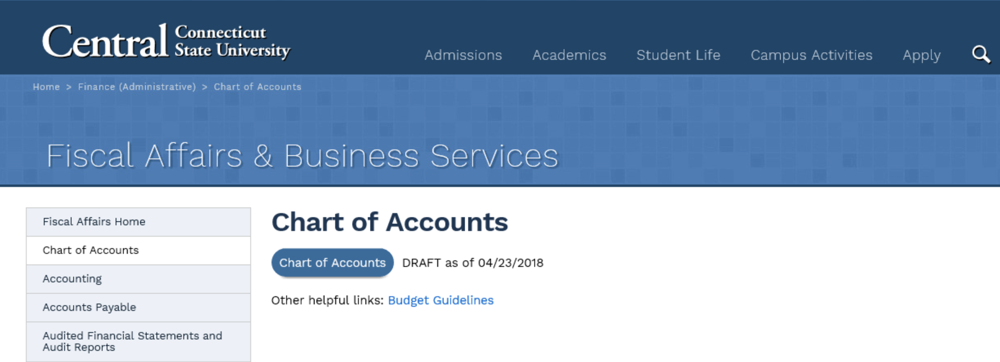 Central Connecticut
State University
Admissions Academics Student Life Campus Activities Apply
Home > Finance (Administrative) > Chart of Accounts
Fiscal Affairs & Business Services
Fiscal Affairs Home
Chart of Accounts
Accounting
Accounts Payable
Audited Financial Statements and
Audit Reports
Chart of Accounts
Chart of Accounts DRAFT as of 04/23/2018
Other helpful links: Budget Guidelines